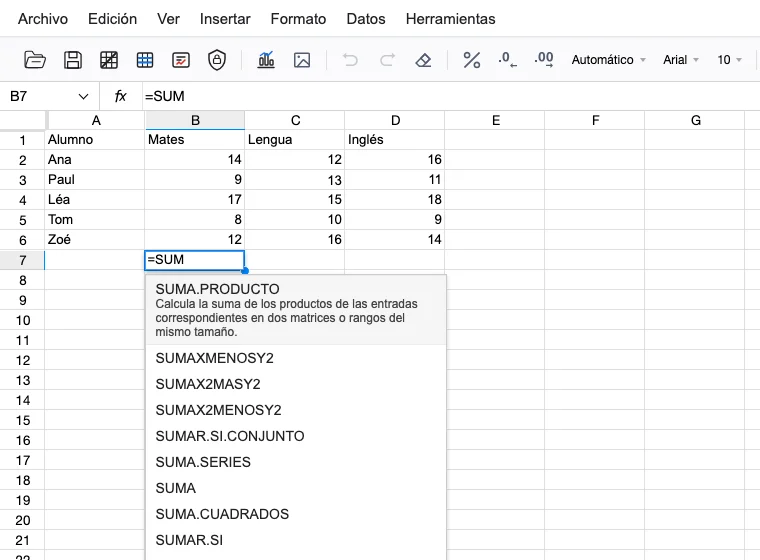 Archivo Edición Ver Insertar Formato Datos Herramientas
% .0 .00 Automático Arial 10
B7 fx =SUM
A B C D E F G
1 Alumno Mates Lengua Inglés
2 Ana 14 12 16
3 Paul 9 13 11
4 Léa 17 15 18
5 Tom 8 10 9
6 Zoé 12 16 14
7 =SUM
8 SUMA.PRODUCTO
9 Calcula la suma de los productos de las entradas
10 correspondientes en dos matrices o rangos del
11 mismo tamaño.
12 SUMAXMENOSY2
13 SUMAX2MASY2
14 SUMAX2MENOSY2
15
16 SUMAR.SI.CONJUNTO
17 SUMA.SERIES
18 SUMA
19
20 SUMA.CUADRADOS
21 SUMAR.SI
22